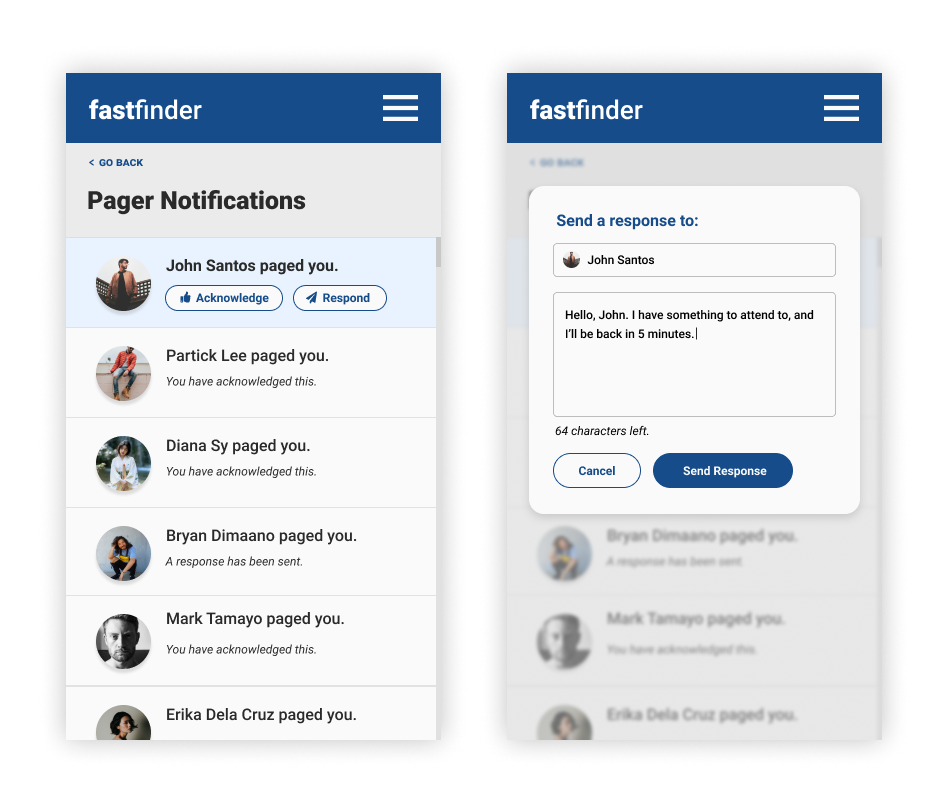 fastfinder
< GO BACK
Pager Notifications
John Santos paged you.
Acknowledge
Respond
Partick Lee paged you.
You have acknowledged this.
Diana Sy paged you.
You have acknowledged this.
Bryan Dimaano paged you.
A response has been sent.
Mark Tamayo paged you.
You have acknowledged this.
Erika Dela Cruz paged you.
fastfinder
< GO BACK
Send a response to:
John Santos
Hello, John. I have something to attend to, and
I'll be back in 5 minutes.
64 characters left.
Cancel
Send Response
Bryan Dimaano paged you.
A response has been sent.
Mark Tamayo paged you.
You have acknowledged this.
Erika Dela Cruz paged you.